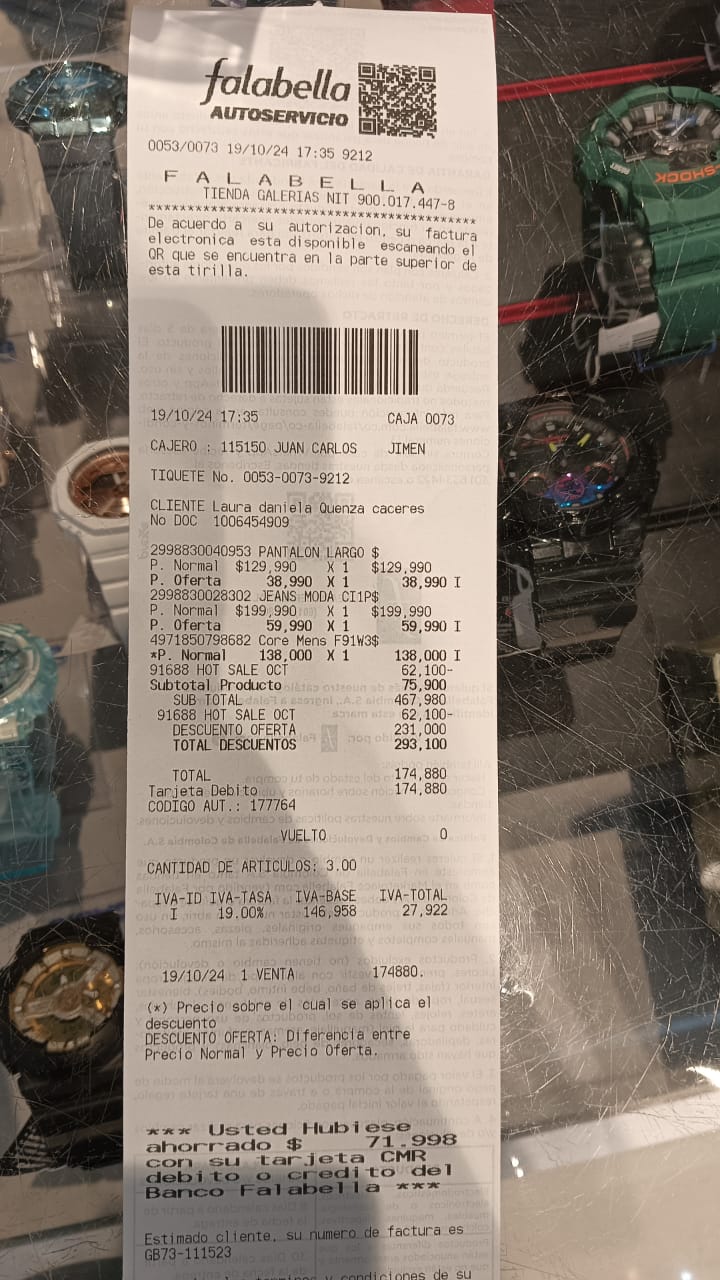 falabella
AUTOSERVICIO
0053/0073 19/10/24 17:35 9212
F A L A B E L L A
TIENDA GALERIAS NIT 900.017.447-8
*******************************************
De acuerdo a su autorizacion, su factura
electronica esta disponible escaneando el
QR que se encuentra en la parte superior de
esta tirilla.
19/10/24 17:35 CAJA 0073
CAJERO : 115150 JUAN CARLOS JIMEN
TIQUETE No. 0053-0073-9212
CLIENTE Laura daniela Quenza caceres
No DOC 1006454909
2998830040953 PANTALON LARGO $
P. Normal $129,990 X 1 $129,990
P. Oferta 38,990 X 1 38,990 I
2998830028302 JEANS MODA CI1P$
P. Normal $199,990 X 1 $199,990
P. Oferta 59,990 X 1 59,990 I
4971850798682 Core Mens F91W3$
*P. Normal 138,000 X 1 138,000 I
91688 HOT SALE OCT 62,100-
Subtotal Producto 75,900
SUB TOTAL 467,980
91688 HOT SALE OCT 62,100-
DESCUENTO OFERTA 231,000
TOTAL DESCUENTOS 293,100
TOTAL 174,880
Tarjeta Debito 174,880
CODIGO AUT.: 177764
VUELTO 0
CANTIDAD DE ARTICULOS: 3.00
IVA-ID IVA-TASA IVA-BASE IVA-TOTAL
I 19.00% 146,958 27,922
19/10/24 1 VENTA 174880.
(*) Precio sobre el cual se aplica el
descuento
DESCUENTO OFERTA: Diferencia entre
Precio Normal y Precio Oferta.
*** Usted Hubiese
ahorrado $ 71.998
con su tarjeta CMR
debito o credito del
Banco Falabella ***
Estimado cliente, su numero de factura es
GB73-111523
condiciones de su
G-SHOCK